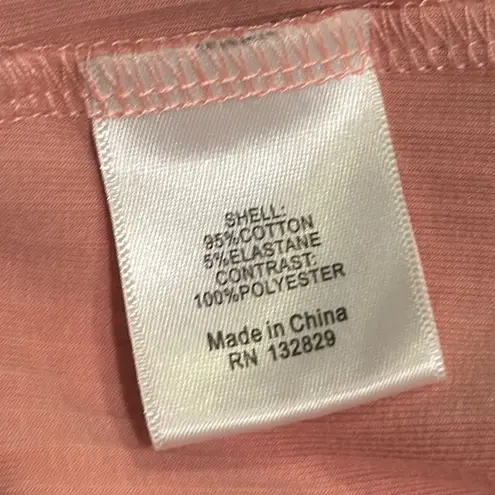 SHELL:
95%COTTON
5%ELASTANE
CONTRAST:
100%POLYESTER
Made in China
RN 132829